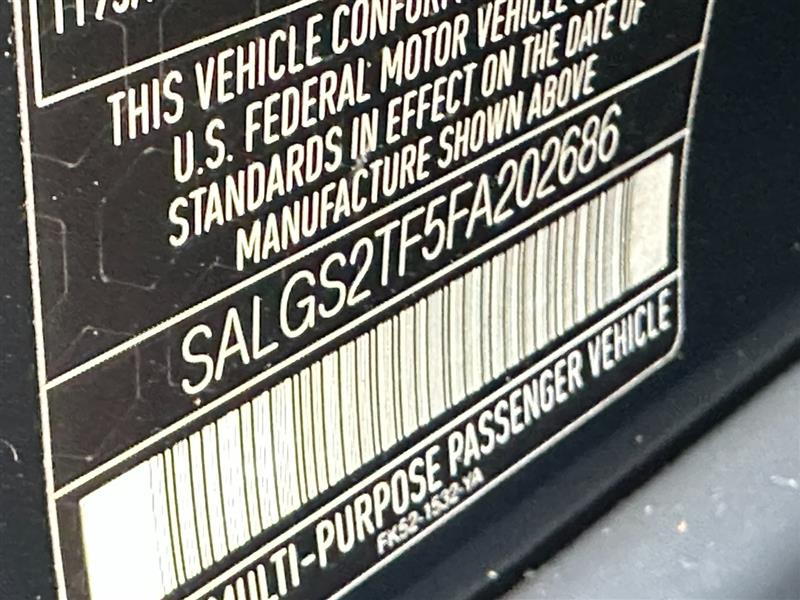 THIS VEHICLE
U.S. FEDERAL MOTOR VEHICLE
STANDARDS IN EFFECT ON THE DATE OF
MANUFACTURE SHOWN ABOVE
SALGS2TF5FA202686
MULTI-PURPOSE PASSENGER VEHICLE
FK52-1532-YA